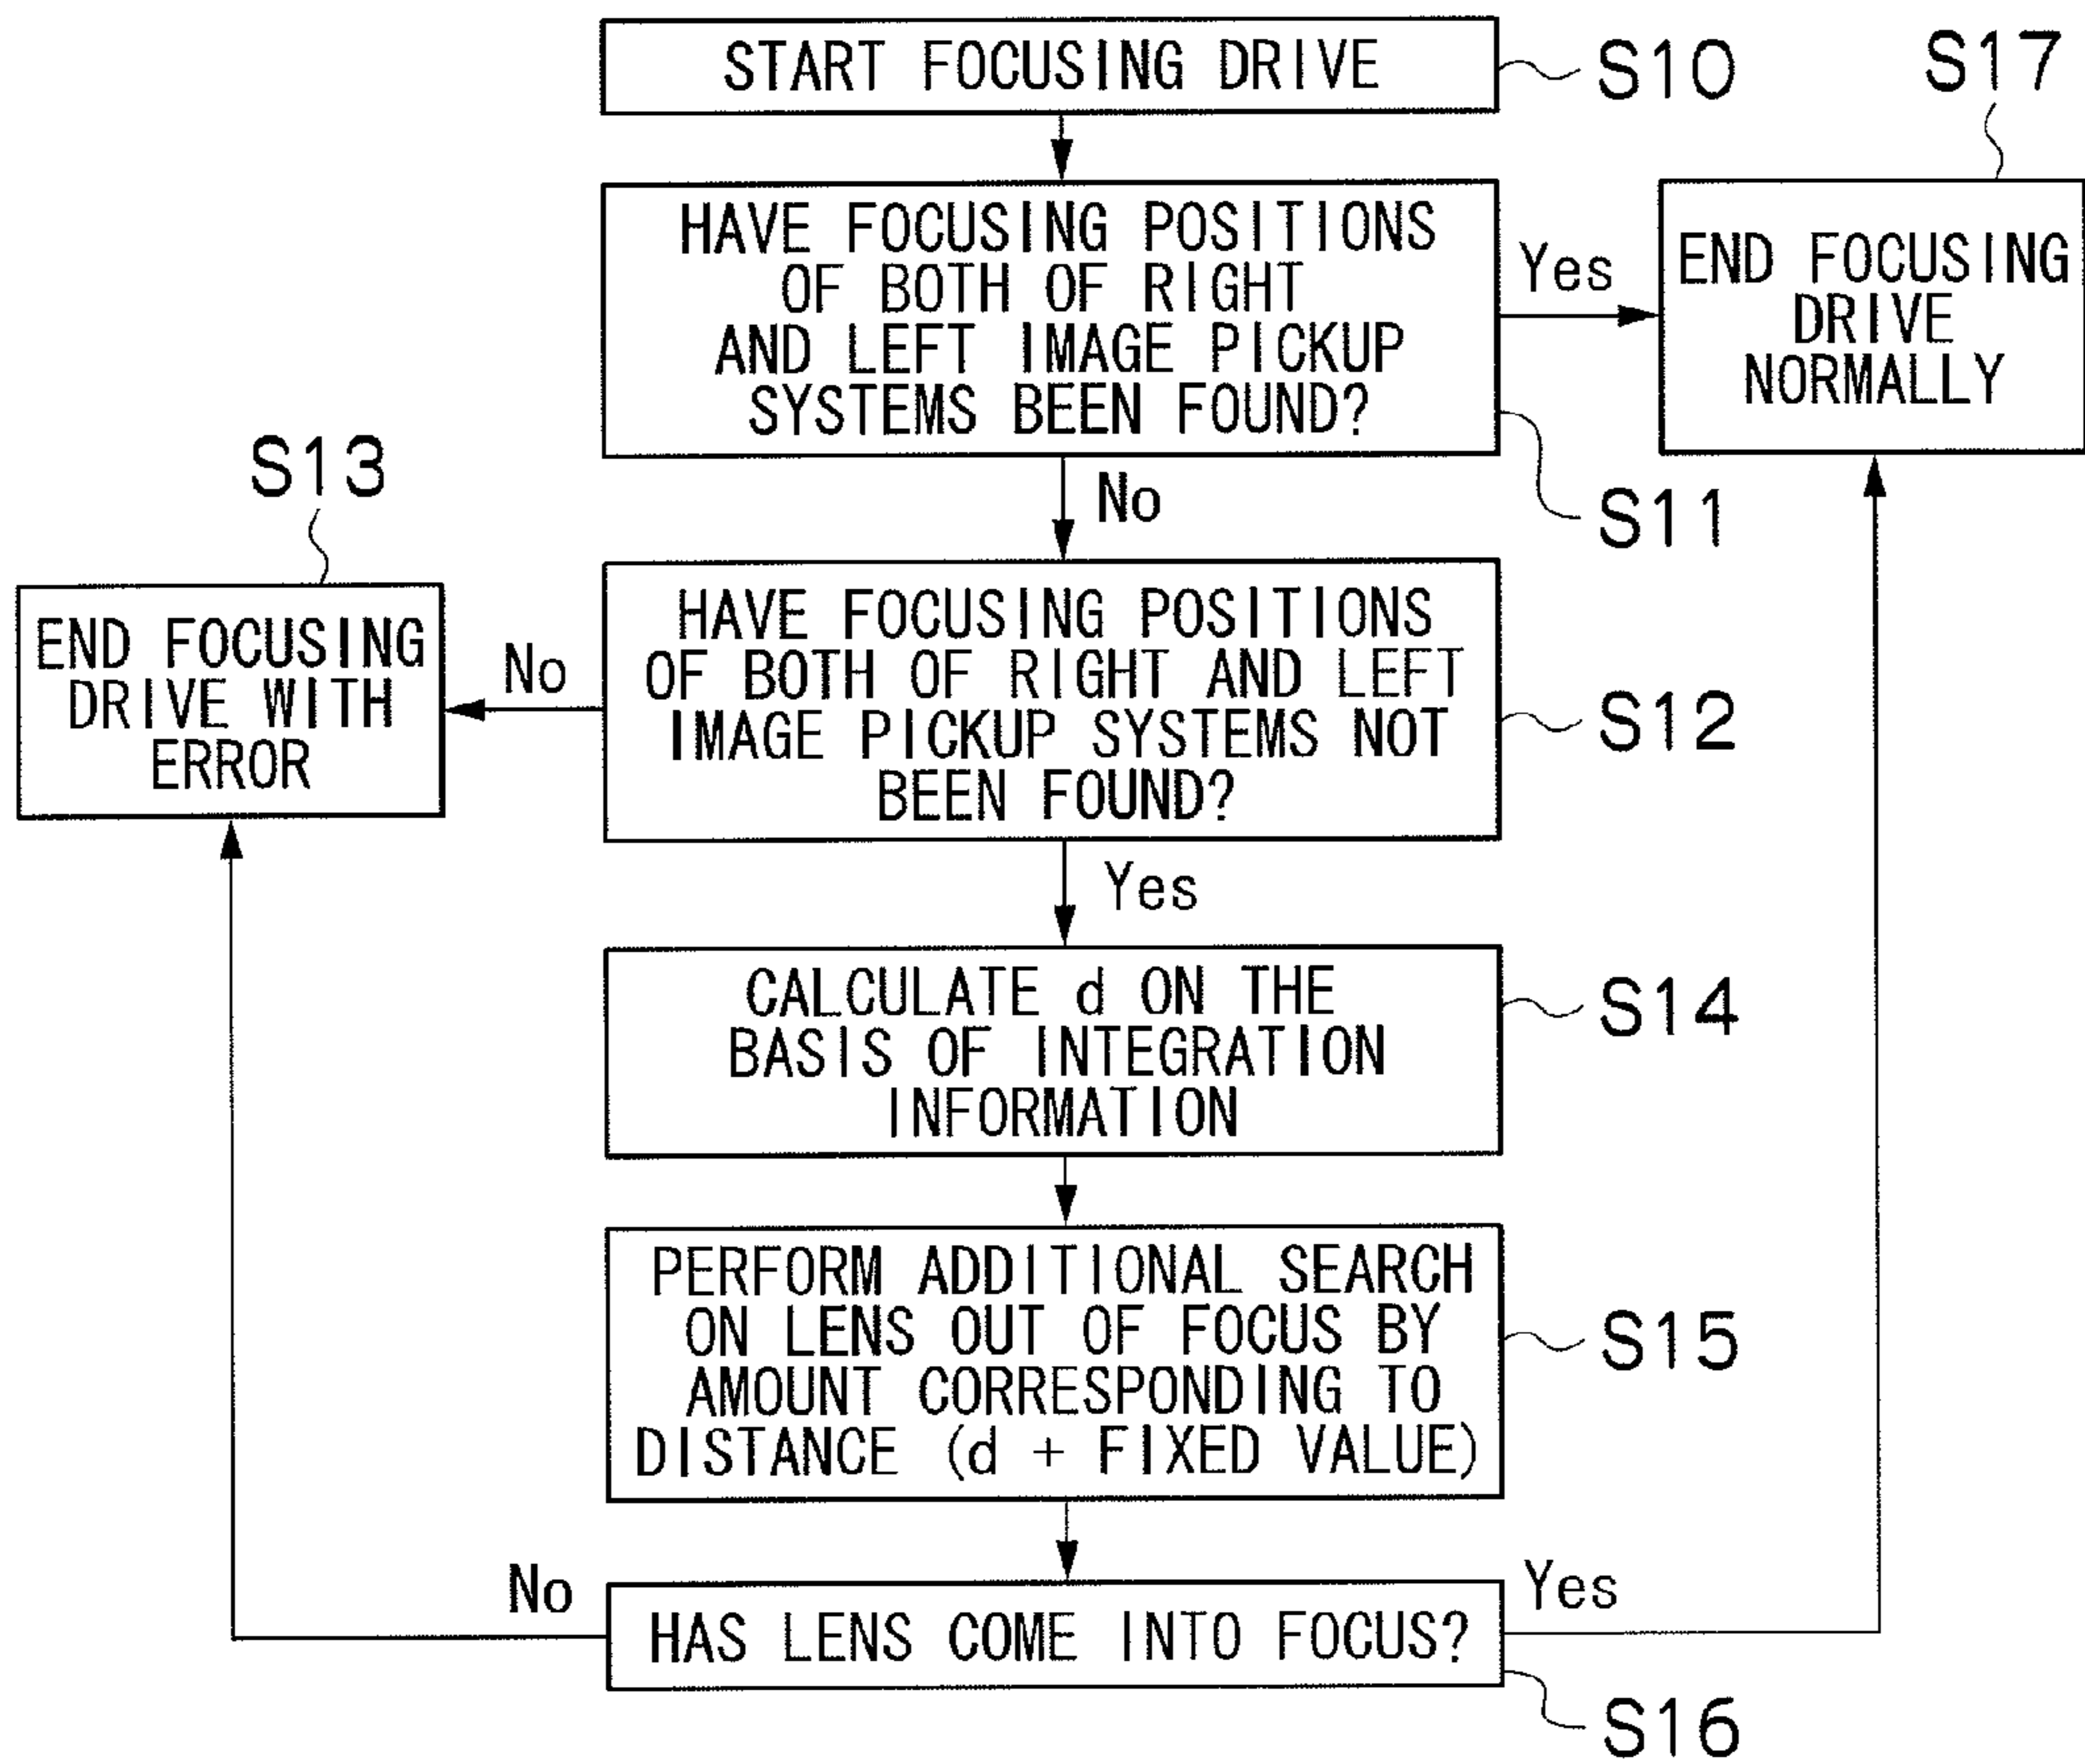 START FOCUSING DRIVE
S10
S17
HAVE FOCUSING POSITIONS
OF BOTH OF RIGHT
AND LEFT IMAGE PICKUP
SYSTEMS BEEN FOUND?
Yes
END FOCUSING
DRIVE
NORMALLY
S11
No
S13
END FOCUSING
DRIVE WITH
ERROR
No
HAVE FOCUSING POSITIONS
OF BOTH OF RIGHT AND LEFT
IMAGE PICKUP SYSTEMS NOT
BEEN FOUND?
S12
Yes
CALCULATE d ON THE
BASIS OF INTEGRATION
INFORMATION
S14
PERFORM ADDITIONAL SEARCH
ON LENS OUT OF FOCUS BY
AMOUNT CORRESPONDING TO
DISTANCE (d + FIXED VALUE)
S15
No
HAS LENS COME INTO FOCUS?
Yes
S16